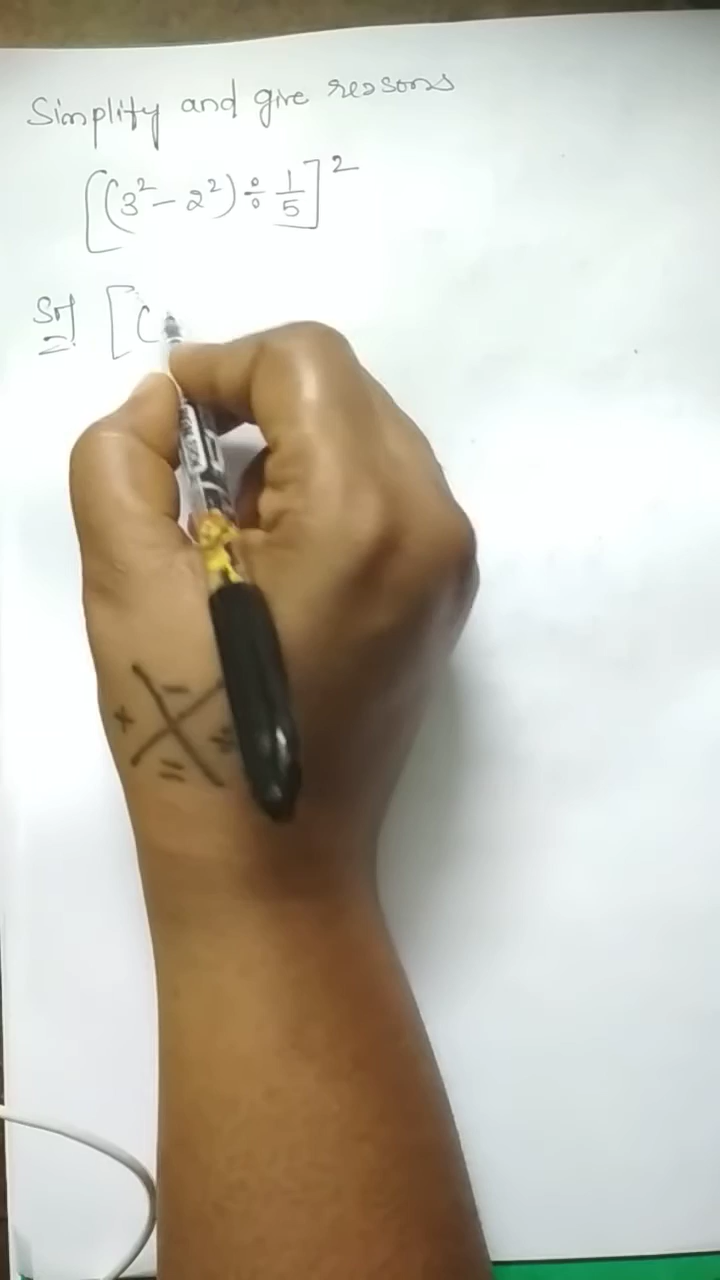 Simplify and give reasons
[(3² – 2²) ÷ 1/5]²
Sol [(
+ – ÷ =